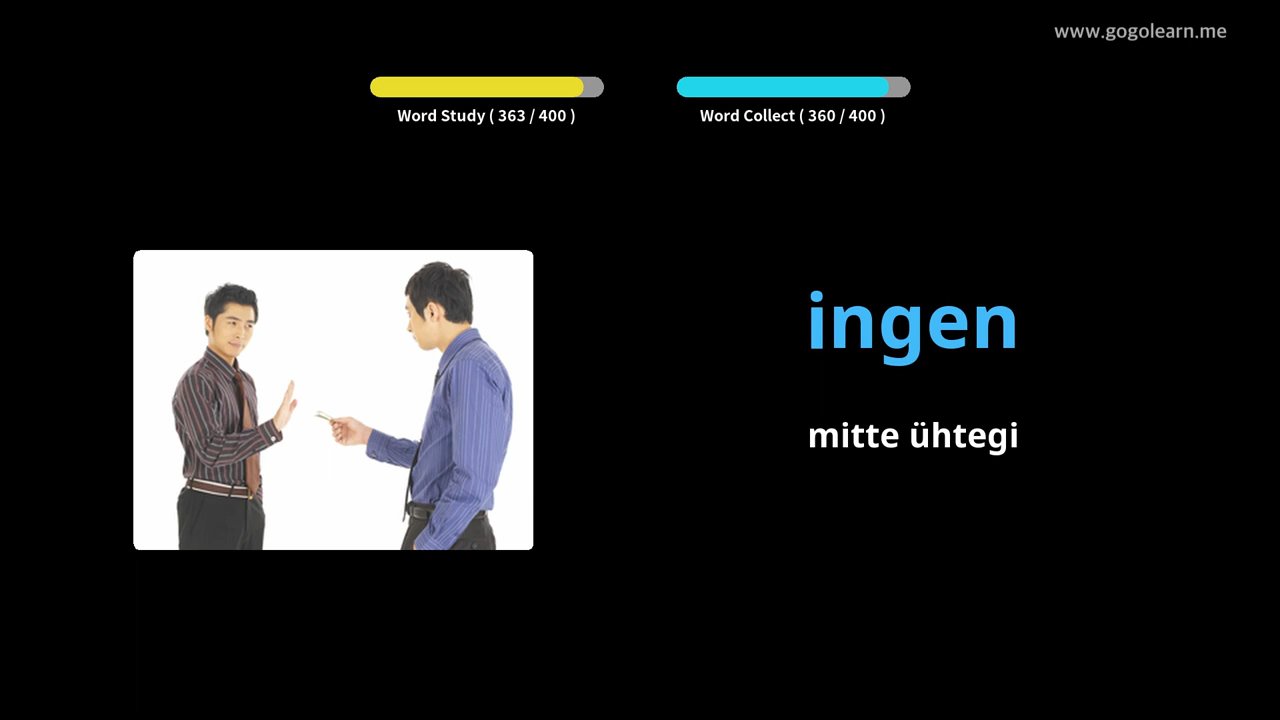 www.gogolearn.me
Word Study ( 363 / 400 )
Word Collect ( 360 / 400 )
ingen
mitte ühtegi